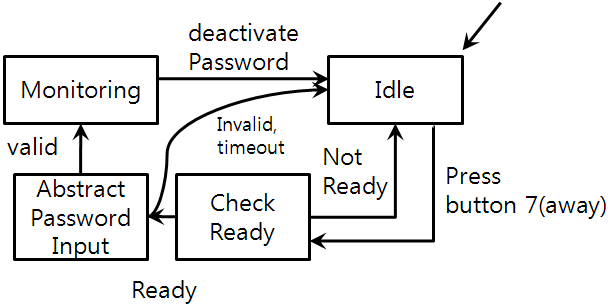 deactivate
Password
Monitoring
Idle
Invalid,
timeout
valid
Not
Ready
Abstract
Password
Input
Check
Ready
Press
button 7(away)
Ready